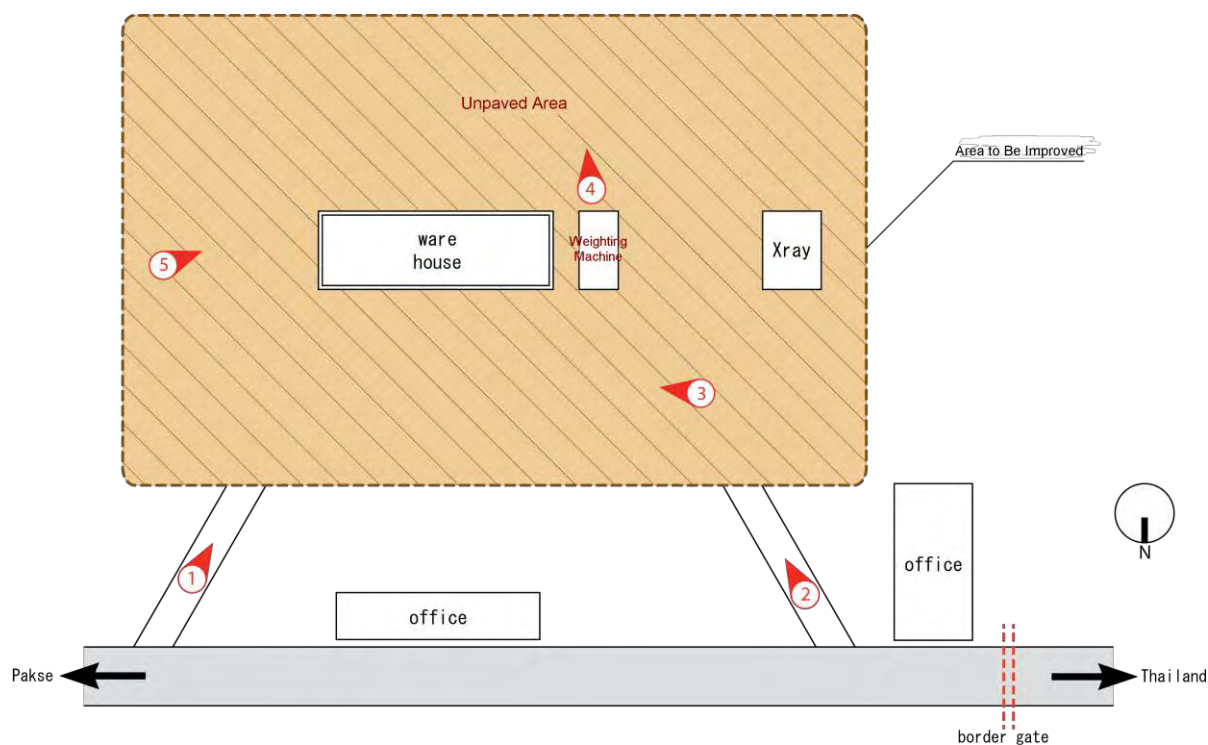 Unpaved Area
Area to Be Improved
4
ware
house
Weighting
Machine
Xray
5
3
1
2
office
office
N
Pakse
Thailand
border gate